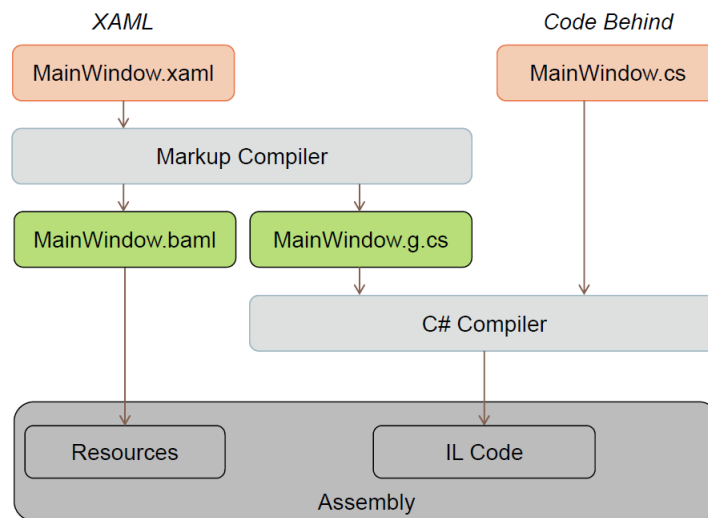 XAML
Code Behind
MainWindow.xaml
MainWindow.cs
Markup Compiler
MainWindow.baml
MainWindow.g.cs
C# Compiler
Resources
IL Code
Assembly